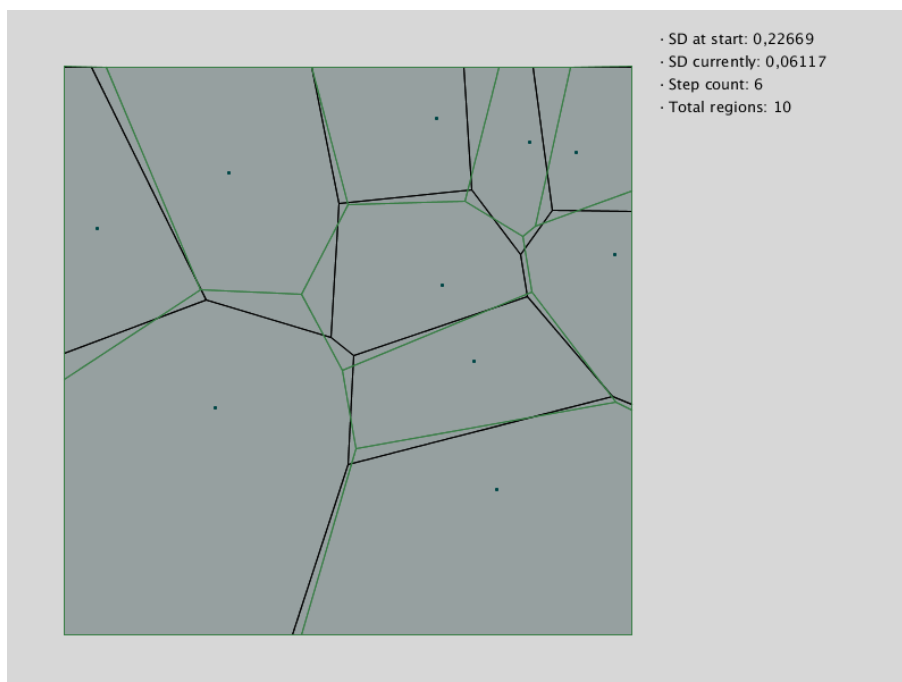 · SD at start: 0,22669
· SD currently: 0,06117
· Step count: 6
· Total regions: 10